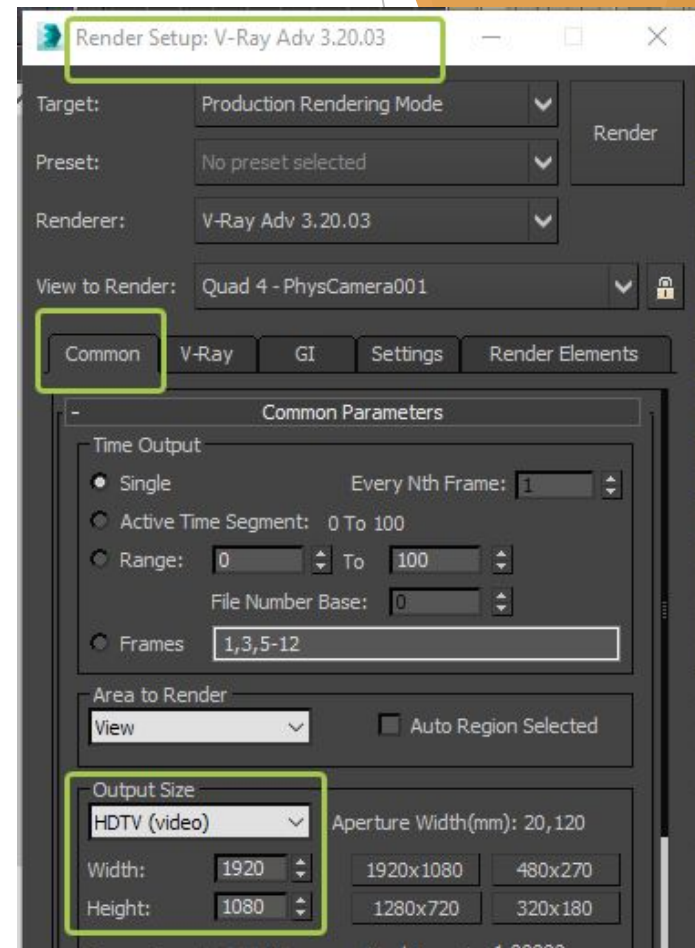 Render Setup: V-Ray Adv 3.20.03
Target: Production Rendering Mode
Render
Preset: No preset selected
Renderer: V-Ray Adv 3.20.03
View to Render: Quad 4 - PhysCamera001
Common V-Ray GI Settings Render Elements
- Common Parameters
Time Output
Single Every Nth Frame: 1
Active Time Segment: 0 To 100
Range: 0 To 100
File Number Base: 0
Frames 1,3,5-12
Area to Render
View Auto Region Selected
Output Size
HDTV (video) Aperture Width(mm): 20,120
Width: 1920 1920x1080 480x270
Height: 1080 1280x720 320x180